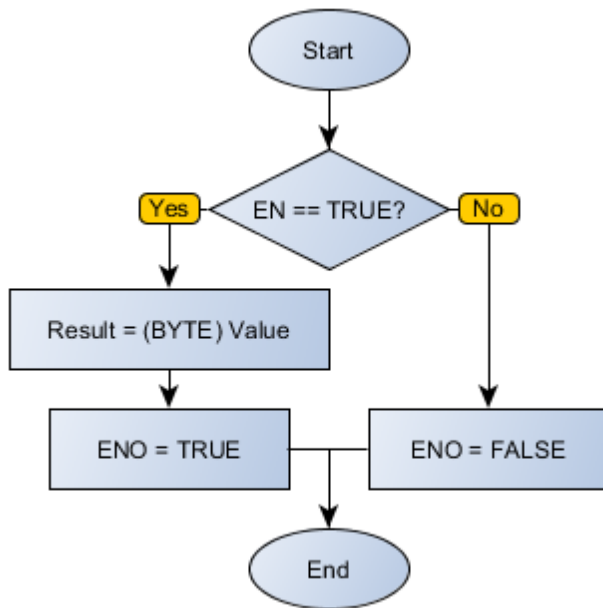 Start
EN == TRUE?
Yes
No
Result = (BYTE) Value
ENO = TRUE
ENO = FALSE
End